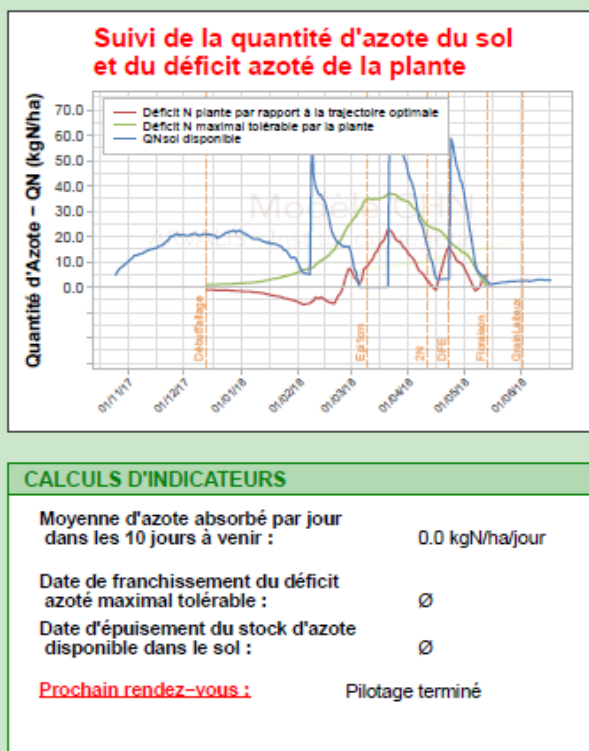 Suivi de la quantité d'azote du sol
et du déficit azoté de la plante
Quantité d'Azote – QN (kgN/ha)
70.0
60.0
50.0
40.0
30.0
20.0
10.0
0.0
Déficit N plante par rapport à la trajectoire optimale
Déficit N maximal tolérable par la plante
QNsol disponible
Modèle CHN
Débuttallage
Epi1cm
2N
DFE
Floraison
GrainLaiteux
01/11/17
01/12/17
01/01/18
01/02/18
01/03/18
01/04/18
01/05/18
01/06/18
CALCULS D'INDICATEURS
Moyenne d'azote absorbé par jour
dans les 10 jours à venir :
0.0 kgN/ha/jour
Date de franchissement du déficit
azoté maximal tolérable :
Ø
Date d'épuisement du stock d'azote
disponible dans le sol :
Ø
Prochain rendez–vous :
Pilotage terminé